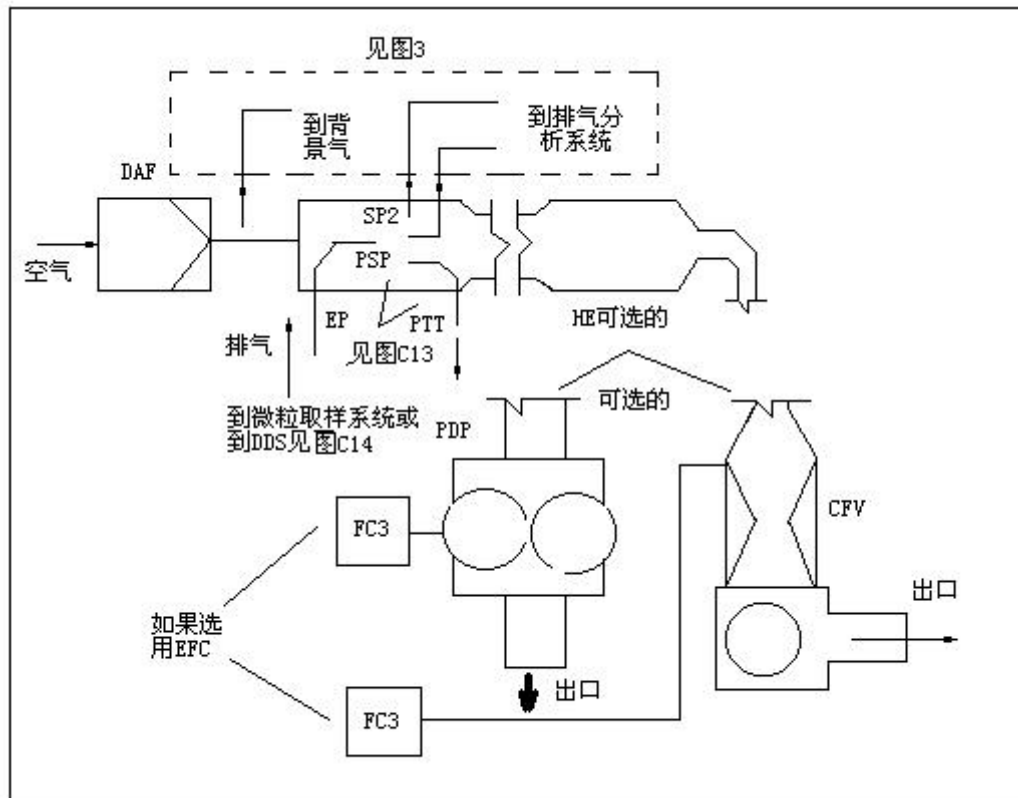 见图3
到背
景气
到排气分
析系统
DAF
SP2
空气
PSP
EP
PTT
HE可选的
排气
见图C13
可选的
到微粒取样系统或
到DDS见图C14
PDP
FC3
CFV
出口
如果选
用EFC
出口
FC3